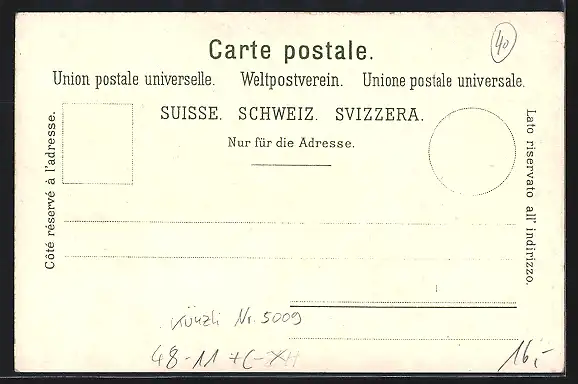 Carte postale.
40
Union postale universelle. Weltpostverein. Unione postale universale.
SUISSE. SCHWEIZ. SVIZZERA.
Nur für die Adresse.
Côté réservé à l'adresse.
Lato riservato all' indirizzo.
Künzli Nr. 5009
48-11
16,-